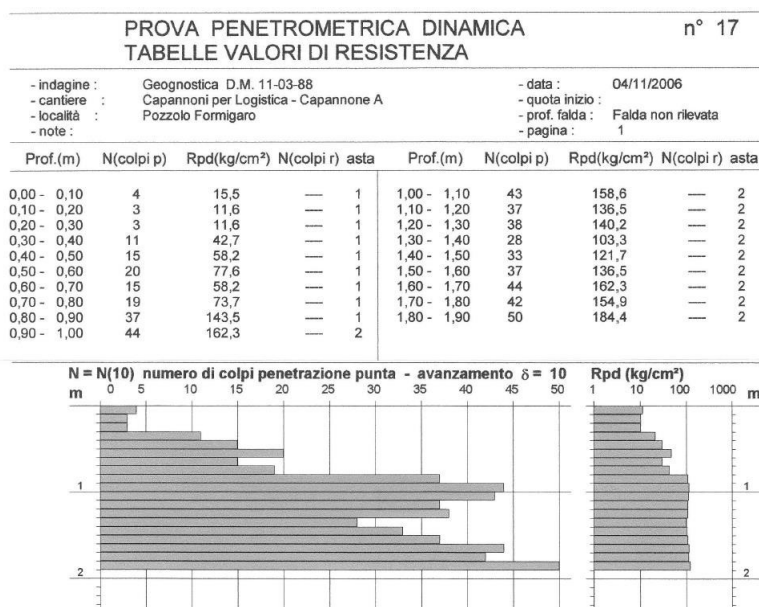 PROVA PENETROMETRICA DINAMICA n° 17
TABELLE VALORI DI RESISTENZA
- indagine : Geognostica D.M. 11-03-88 - data : 04/11/2006
- cantiere : Capannoni per Logistica - Capannone A - quota inizio :
- località : Pozzolo Formigaro - prof. falda : Falda non rilevata
- note : - pagina : 1
Prof.(m) N(colpi p) Rpd(kg/cm²) N(colpi r) asta Prof.(m) N(colpi p) Rpd(kg/cm²) N(colpi r) asta
0,00 - 0,10 4 15,5 ---- 1 1,00 - 1,10 43 158,6 ---- 2
0,10 - 0,20 3 11,6 ---- 1 1,10 - 1,20 37 136,5 ---- 2
0,20 - 0,30 3 11,6 ---- 1 1,20 - 1,30 38 140,2 ---- 2
0,30 - 0,40 11 42,7 ---- 1 1,30 - 1,40 28 103,3 ---- 2
0,40 - 0,50 15 58,2 ---- 1 1,40 - 1,50 33 121,7 ---- 2
0,50 - 0,60 20 77,6 ---- 1 1,50 - 1,60 37 136,5 ---- 2
0,60 - 0,70 15 58,2 ---- 1 1,60 - 1,70 44 162,3 ---- 2
0,70 - 0,80 19 73,7 ---- 1 1,70 - 1,80 42 154,9 ---- 2
0,80 - 0,90 37 143,5 ---- 1 1,80 - 1,90 50 184,4 ---- 2
0,90 - 1,00 44 162,3 ---- 2
N = N(10) numero di colpi penetrazione punta - avanzamento δ = 10 Rpd (kg/cm²)
m 0 5 10 15 20 25 30 35 40 45 50 1 10 100 1000 m
1 1
2 2